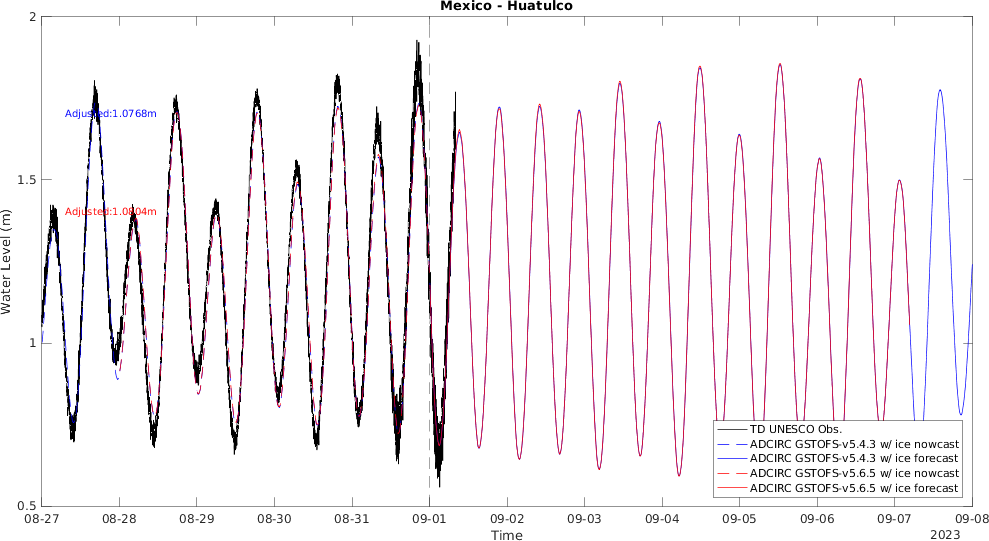 Mexico - Huatulco
2
1.5
1
0.5
Water Level (m)
Adjusted:1.0768m
Adjusted:1.0804m
TD UNESCO Obs.
ADCIRC GSTOFS-v5.4.3 w/ ice nowcast
ADCIRC GSTOFS-v5.4.3 w/ ice forecast
ADCIRC GSTOFS-v5.6.5 w/ ice nowcast
ADCIRC GSTOFS-v5.6.5 w/ ice forecast
08-27 08-28 08-29 08-30 08-31 09-01 09-02 09-03 09-04 09-05 09-06 09-07 09-08
Time
2023